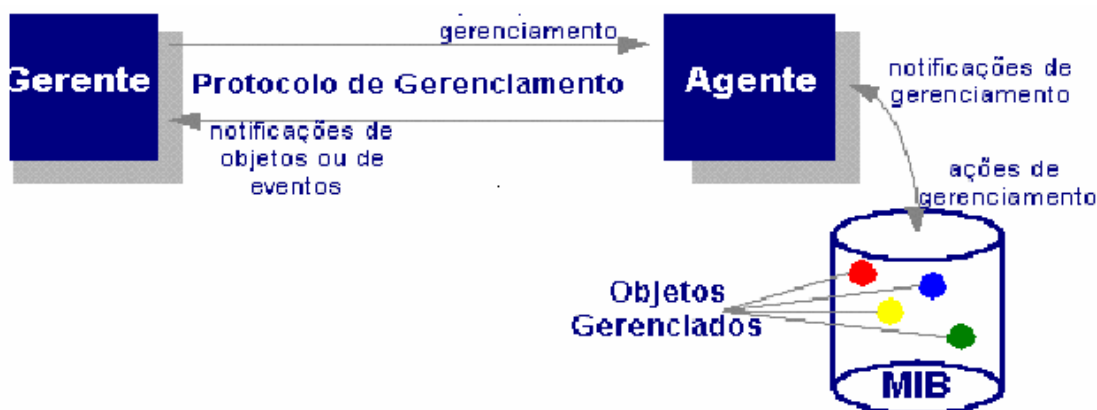 gerenciamento
Gerente
Protocolo de Gerenciamento
Agente
notificações de
objetos ou de
eventos
notificações de
gerenciamento
ações de
gerenciamento
Objetos
Gerenciados
MIB